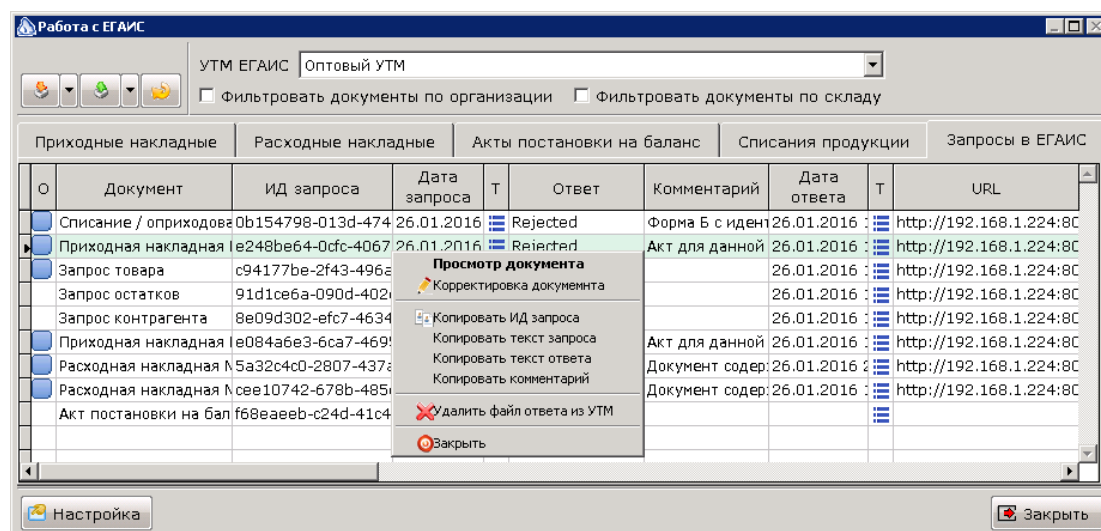 Работа с ЕГАИС
УТМ ЕГАИС Оптовый УТМ
Фильтровать документы по организации Фильтровать документы по складу
Приходные накладные Расходные накладные Акты постановки на баланс Списания продукции Запросы в ЕГАИС
О Документ ИД запроса Дата запроса Т Ответ Комментарий Дата ответа Т URL
Списание / оприходова 0b154798-013d-474 26.01.2016 Rejected Форма Б с идент 26.01.2016 http://192.168.1.224:80
Приходная накладная e248be64-0cfc-4067 26.01.2016 Rejected Акт для данной 26.01.2016 http://192.168.1.224:80
Запрос товара c94177be-2f43-496a 26.01.2016 http://192.168.1.224:80
Запрос остатков 91d1ce6a-090d-402 26.01.2016 http://192.168.1.224:80
Запрос контрагента 8e09d302-efc7-4634 26.01.2016 http://192.168.1.224:80
Приходная накладная e084a6e3-6ca7-469 Акт для данной 26.01.2016 http://192.168.1.224:80
Расходная накладная N 5a32c4c0-2807-437a Документ содер 26.01.2016 2 http://192.168.1.224:80
Расходная накладная N cee10742-678b-485 Документ содер 26.01.2016 http://192.168.1.224:80
Акт постановки на бал f68eaeeb-c24d-41c4
Просмотр документа
Корректировка докумемнта
Копировать ИД запроса
Копировать текст запроса
Копировать текст ответа
Копировать комментарий
Удалить файл ответа из УТМ
Закрыть
Настройка Закрыть